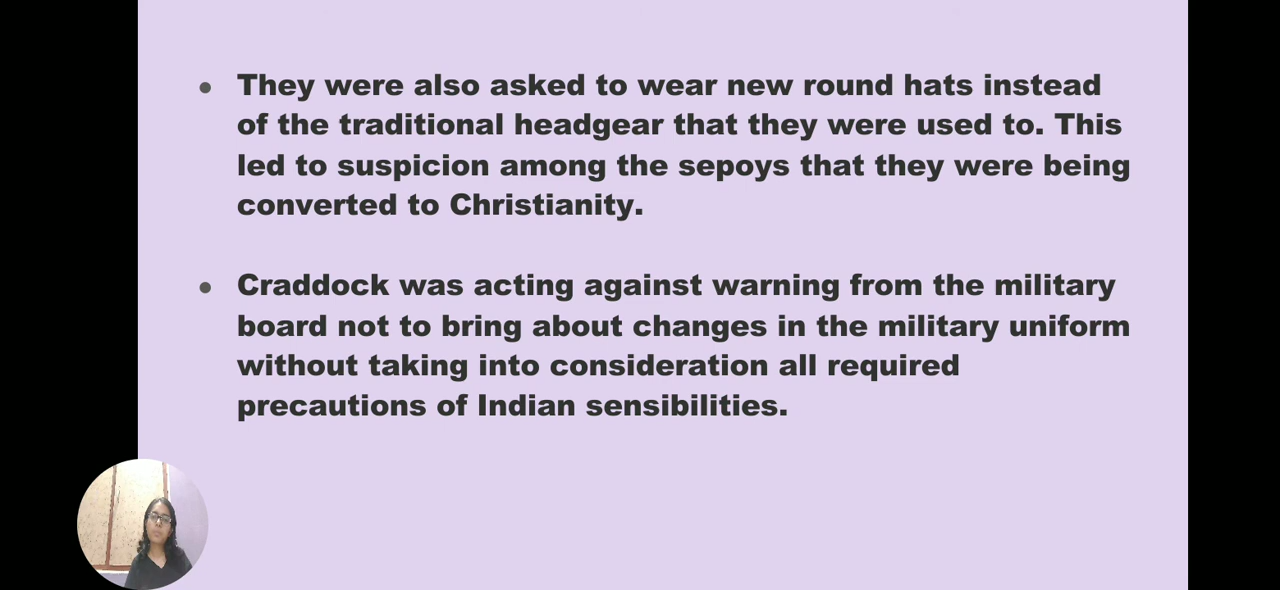 • They were also asked to wear new round hats instead
of the traditional headgear that they were used to. This
led to suspicion among the sepoys that they were being
converted to Christianity.
• Craddock was acting against warning from the military
board not to bring about changes in the military uniform
without taking into consideration all required
precautions of Indian sensibilities.